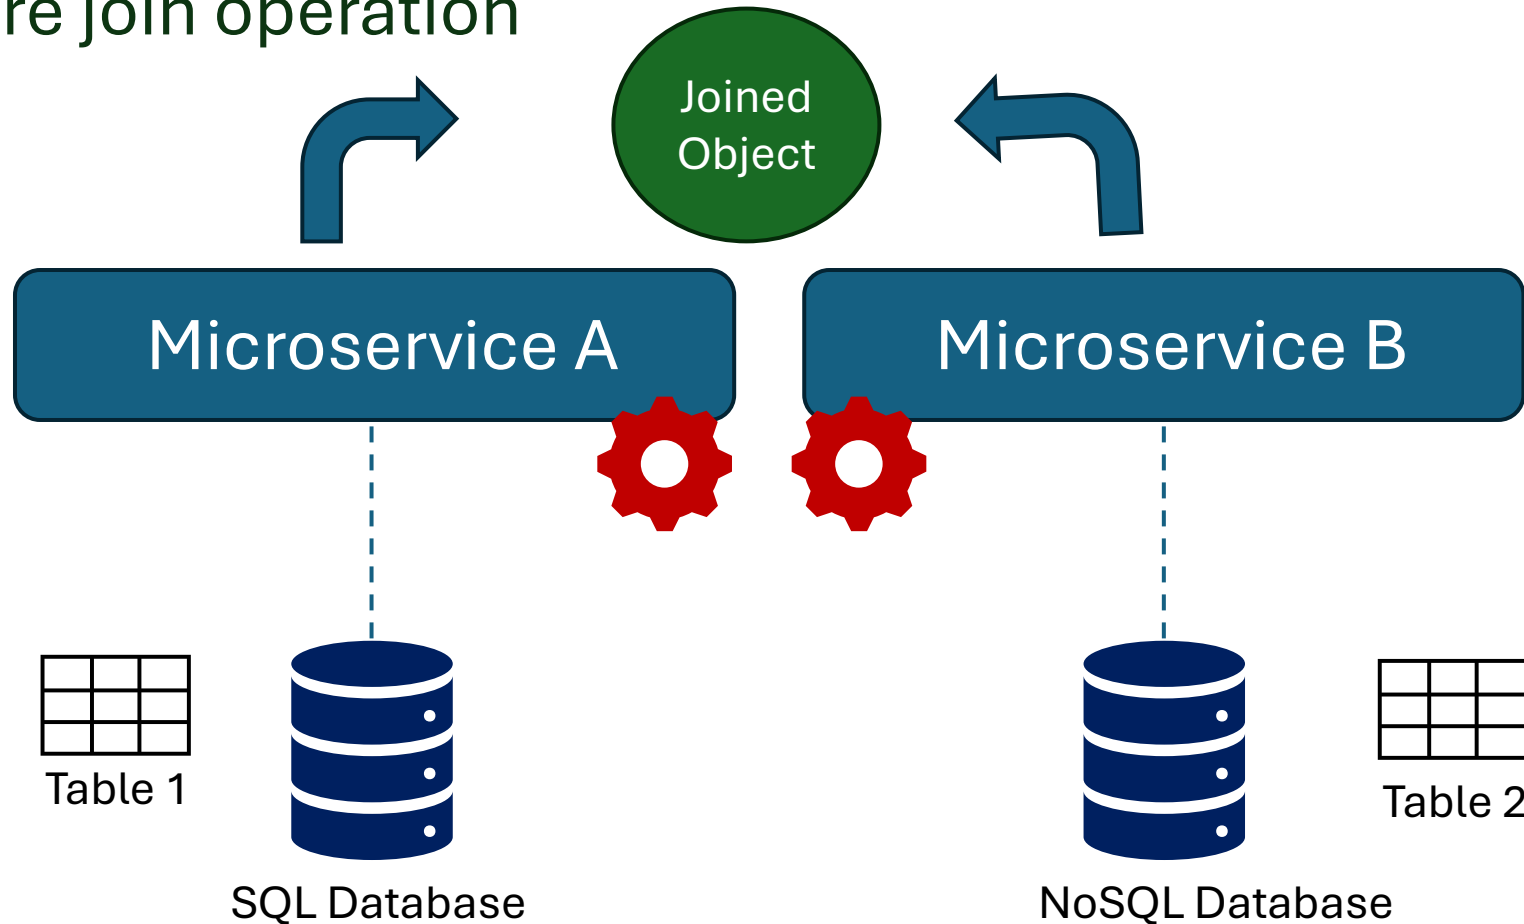 re join operation
Joined
Object
Microservice A
Microservice B
Table 1
Table 2
SQL Database
NoSQL Database